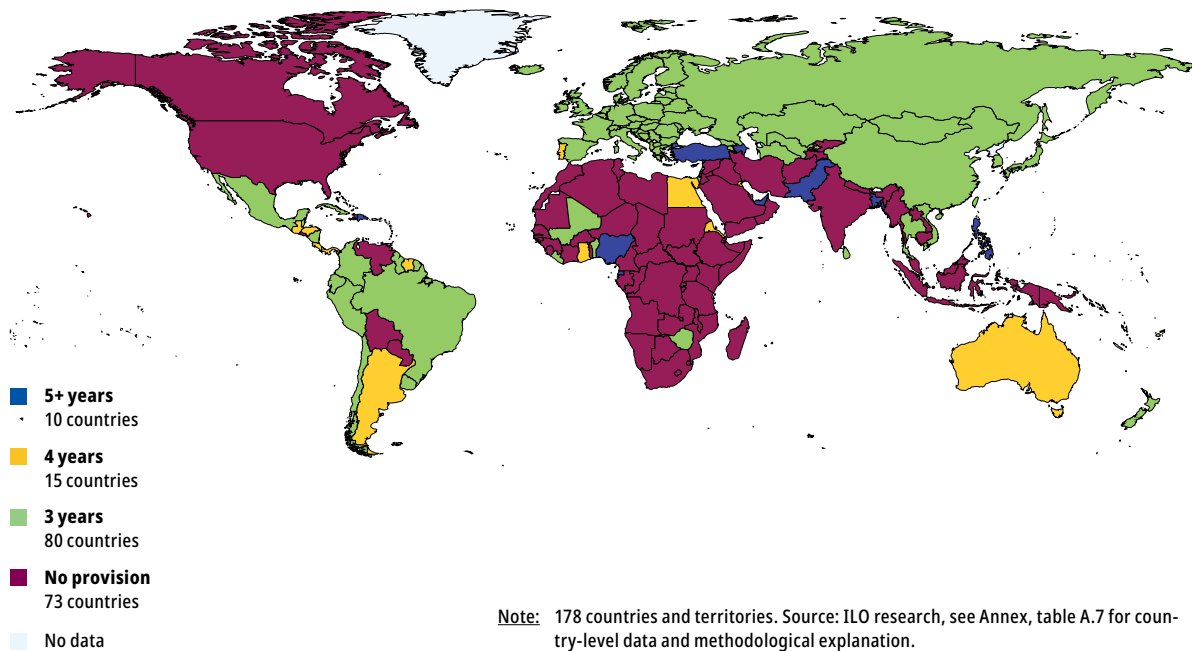 5+ years
10 countries
4 years
15 countries
3 years
80 countries
No provision
73 countries
No data
Note: 178 countries and territories. Source: ILO research, see Annex, table A.7 for coun-
try-level data and methodological explanation.